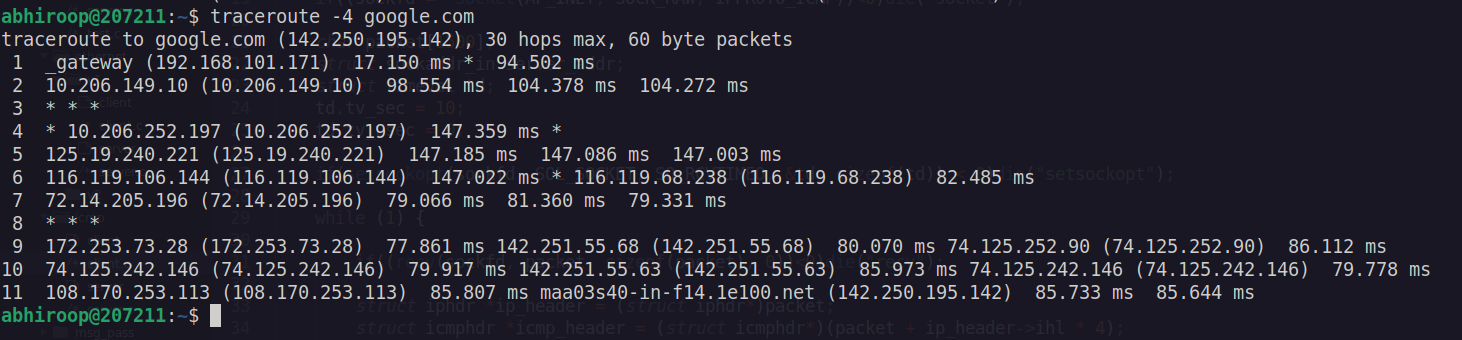 abhiroop@207211:~$ traceroute -4 google.com
traceroute to google.com (142.250.195.142), 30 hops max, 60 byte packets
 1  _gateway (192.168.101.171)  17.150 ms *  94.502 ms
 2  10.206.149.10 (10.206.149.10)  98.554 ms  104.378 ms  104.272 ms
 3  * * *
 4  * 10.206.252.197 (10.206.252.197)  147.359 ms *
 5  125.19.240.221 (125.19.240.221)  147.185 ms  147.086 ms  147.003 ms
 6  116.119.106.144 (116.119.106.144)  147.022 ms * 116.119.68.238 (116.119.68.238)  82.485 ms
 7  72.14.205.196 (72.14.205.196)  79.066 ms  81.360 ms  79.331 ms
 8  * * *
 9  172.253.73.28 (172.253.73.28)  77.861 ms 142.251.55.68 (142.251.55.68)  80.070 ms 74.125.252.90 (74.125.252.90)  86.112 ms
10  74.125.242.146 (74.125.242.146)  79.917 ms 142.251.55.63 (142.251.55.63)  85.973 ms 74.125.242.146 (74.125.242.146)  79.778 ms
11  108.170.253.113 (108.170.253.113)  85.807 ms maa03s40-in-f14.1e100.net (142.250.195.142)  85.733 ms  85.644 ms
abhiroop@207211:~$